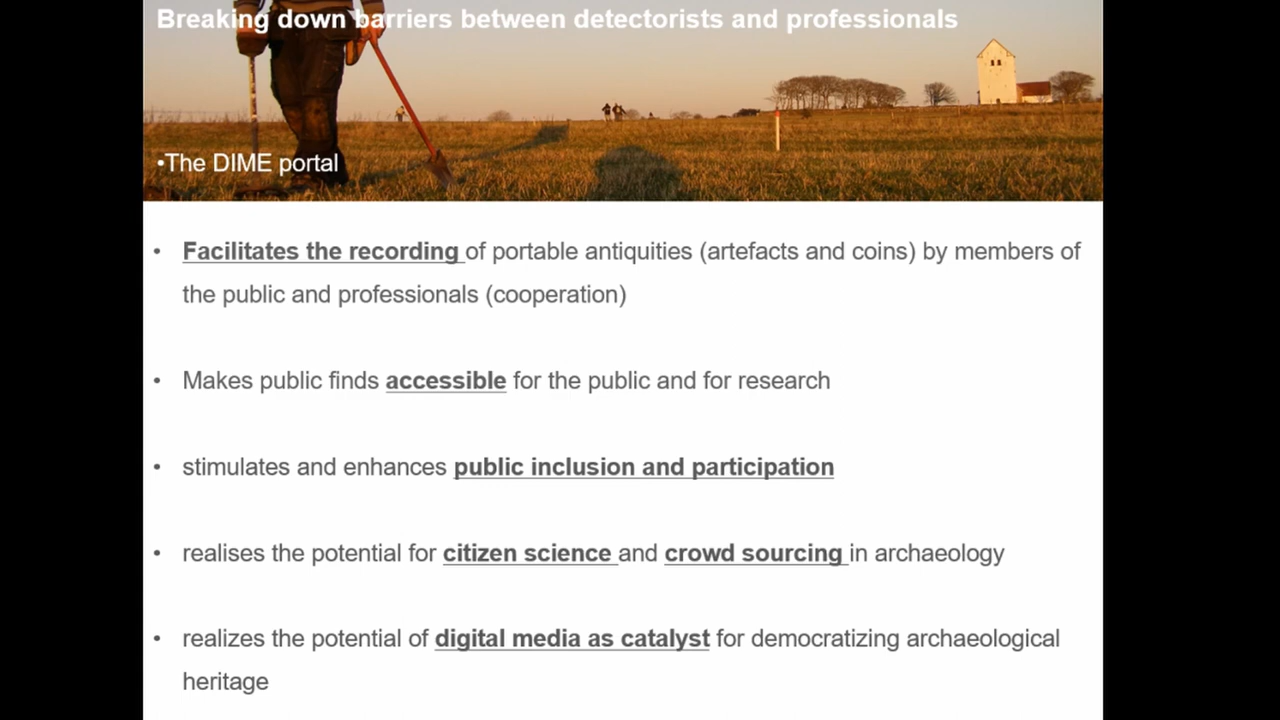 Breaking down barriers between detectorists and professionals
•The DIME portal
• Facilitates the recording of portable antiquities (artefacts and coins) by members of
the public and professionals (cooperation)
• Makes public finds accessible for the public and for research
• stimulates and enhances public inclusion and participation
• realises the potential for citizen science and crowd sourcing in archaeology
• realizes the potential of digital media as catalyst for democratizing archaeological
heritage